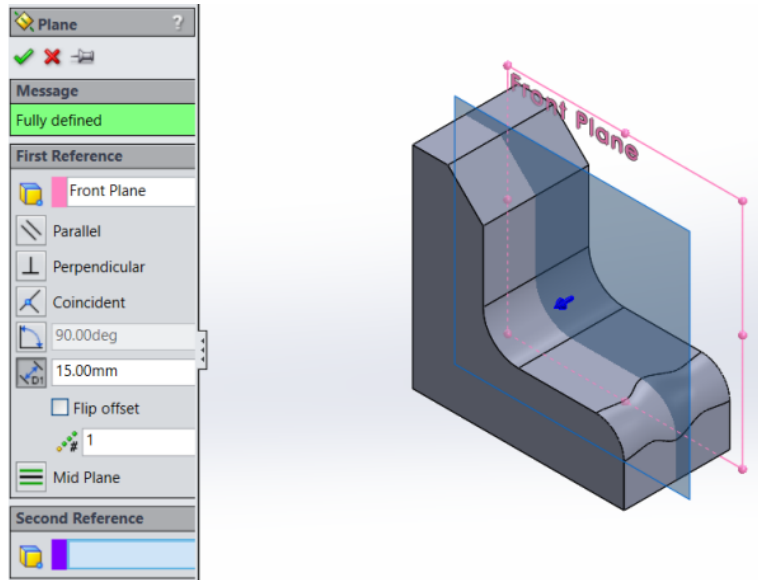 Plane ?
Message
Fully defined
First Reference
Front Plane
Parallel
Perpendicular
Coincident
90.00deg
D1 15.00mm
Flip offset
# 1
Mid Plane
Second Reference
Front Plane